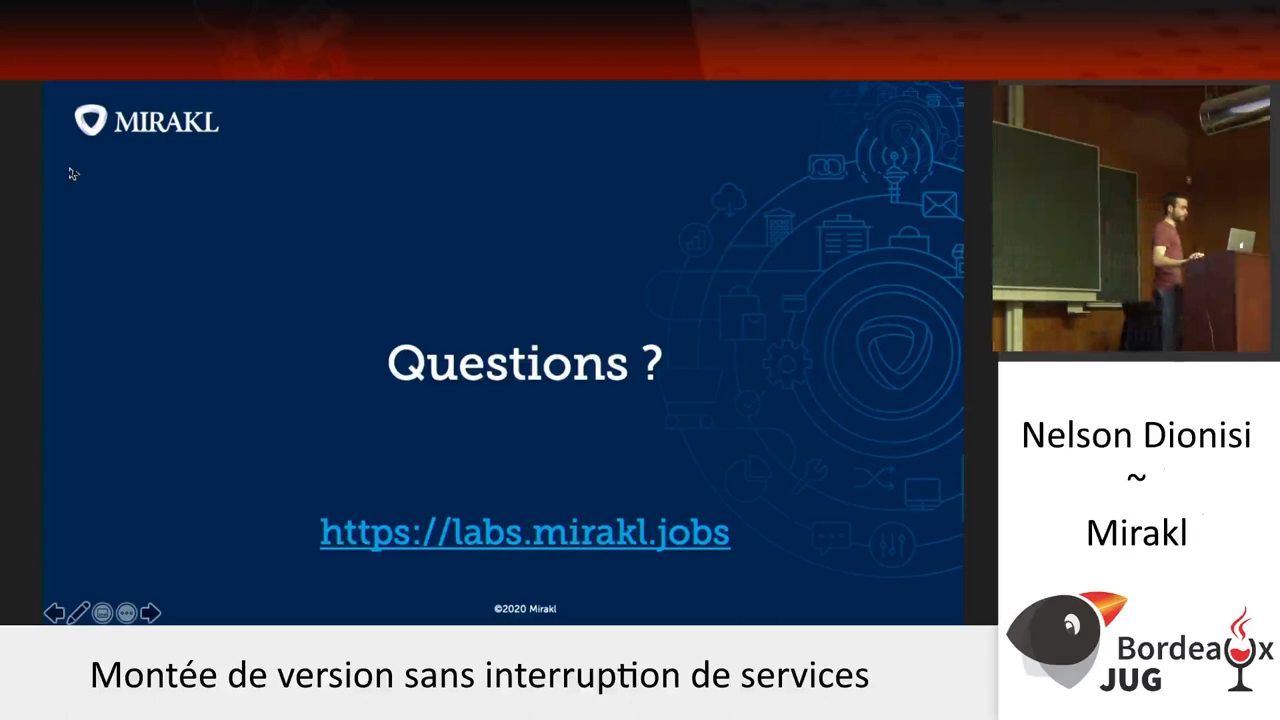 MIRAKL
Questions ?
https://labs.mirakl.jobs
©2020 Mirakl
Nelson Dionisi
~
Mirakl
Bordeaux
JUG
Montée de version sans interruption de services